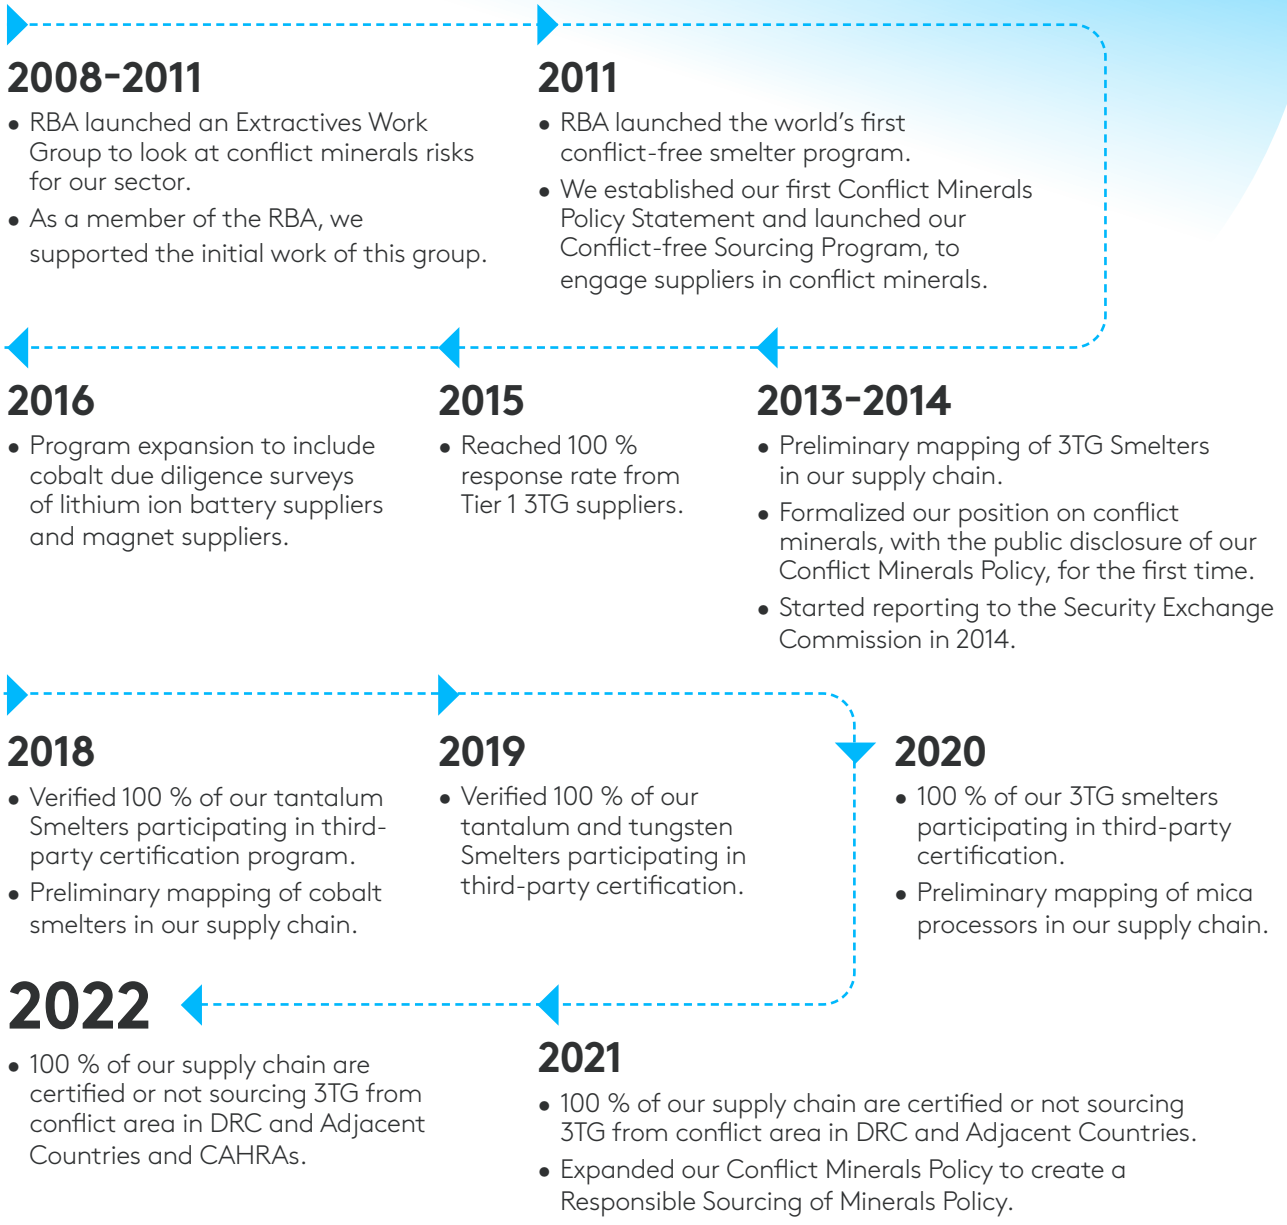 2008-2011
• RBA launched an Extractives Work
Group to look at conflict minerals risks
for our sector.
• As a member of the RBA, we
supported the initial work of this group.
2011
• RBA launched the world’s first
conflict-free smelter program.
• We established our first Conflict Minerals
Policy Statement and launched our
Conflict-free Sourcing Program, to
engage suppliers in conflict minerals.
2013-2014
• Preliminary mapping of 3TG Smelters
in our supply chain.
• Formalized our position on conflict
minerals, with the public disclosure of our
Conflict Minerals Policy, for the first time.
• Started reporting to the Security Exchange
Commission in 2014.
2015
• Reached 100 %
response rate from
Tier 1 3TG suppliers.
2016
• Program expansion to include
cobalt due diligence surveys
of lithium ion battery suppliers
and magnet suppliers.
2018
• Verified 100 % of our tantalum
Smelters participating in third-
party certification program.
• Preliminary mapping of cobalt
smelters in our supply chain.
2019
• Verified 100 % of our
tantalum and tungsten
Smelters participating in
third-party certification.
2020
• 100 % of our 3TG smelters
participating in third-party
certification.
• Preliminary mapping of mica
processors in our supply chain.
2021
• 100 % of our supply chain are certified or not sourcing
3TG from conflict area in DRC and Adjacent Countries.
• Expanded our Conflict Minerals Policy to create a
Responsible Sourcing of Minerals Policy.
2022
• 100 % of our supply chain are
certified or not sourcing 3TG from
conflict area in DRC and Adjacent
Countries and CAHRAs.